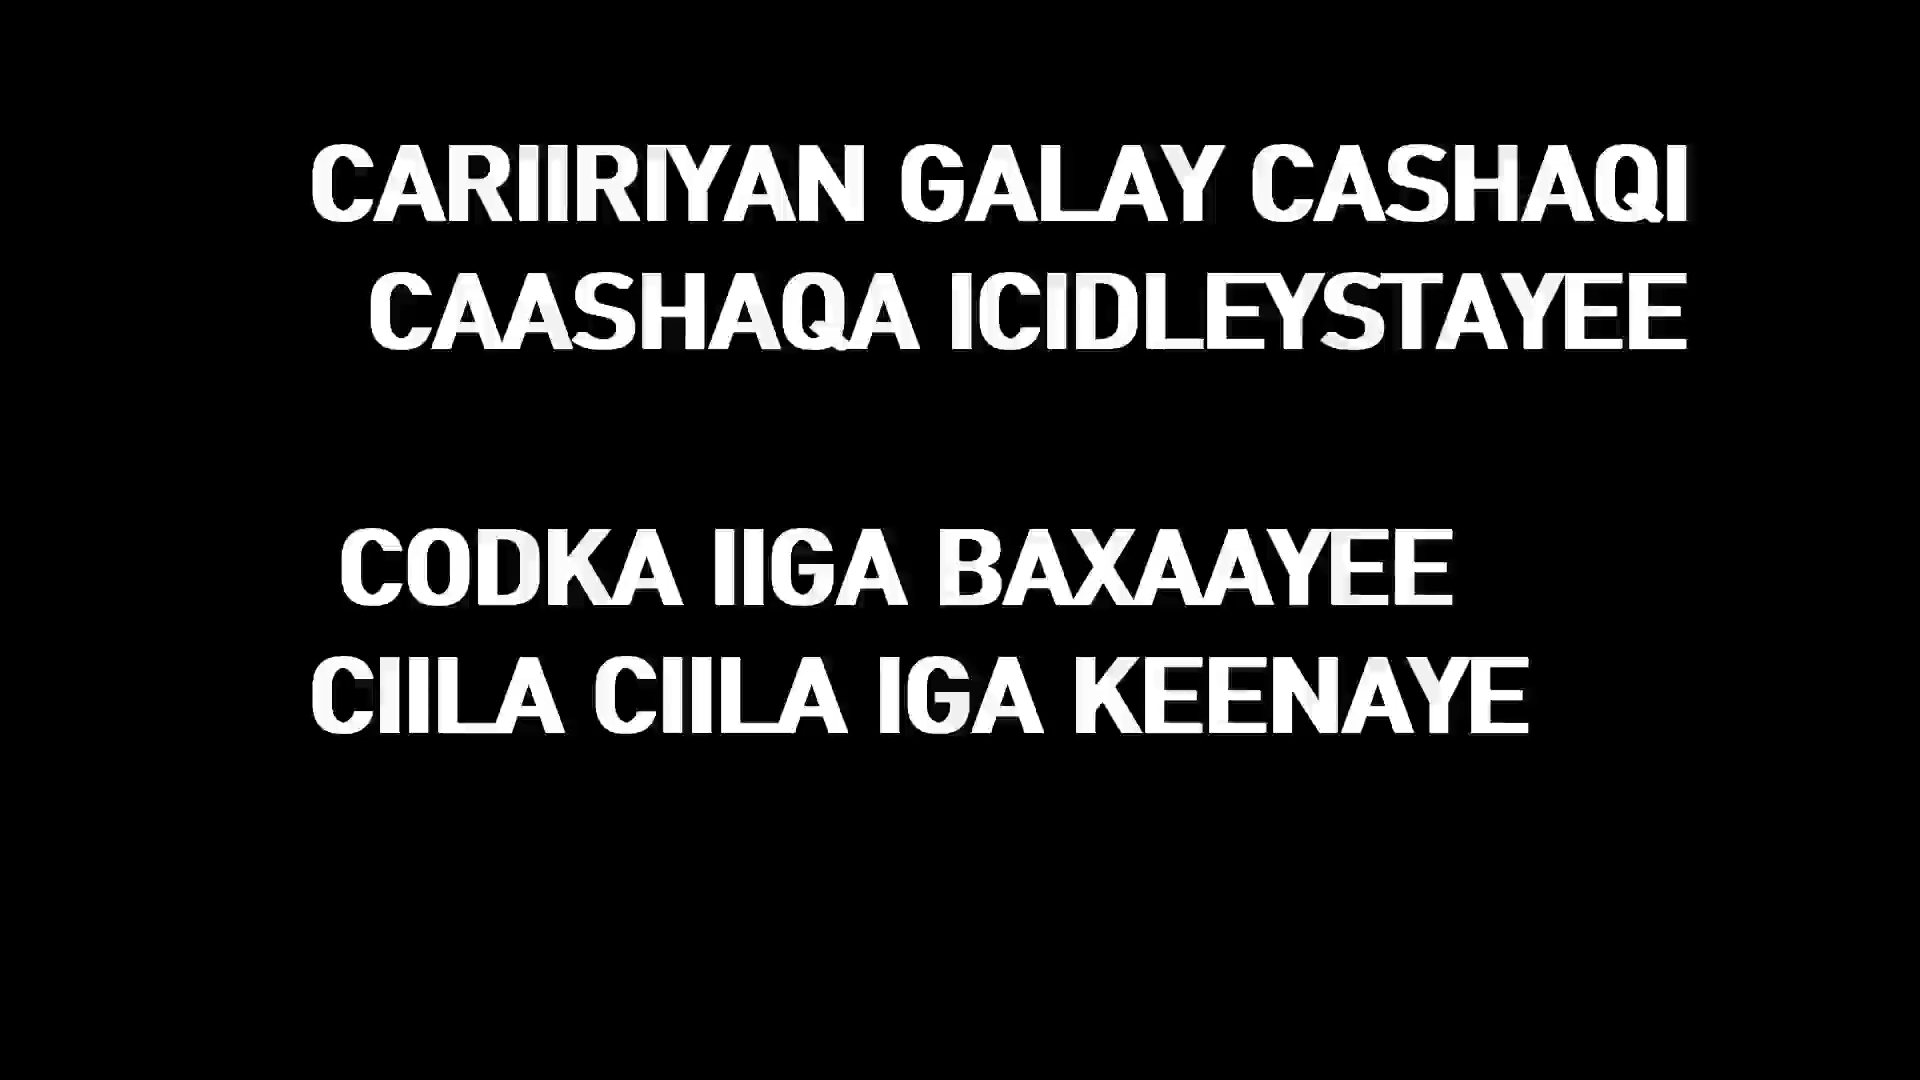 CARIIRIYAN GALAY CASHAQI
CAASHAQA ICIDLEYSTAYEE
CODKA IIGA BAXAAYEE
CIILA CIILA IGA KEENAYE